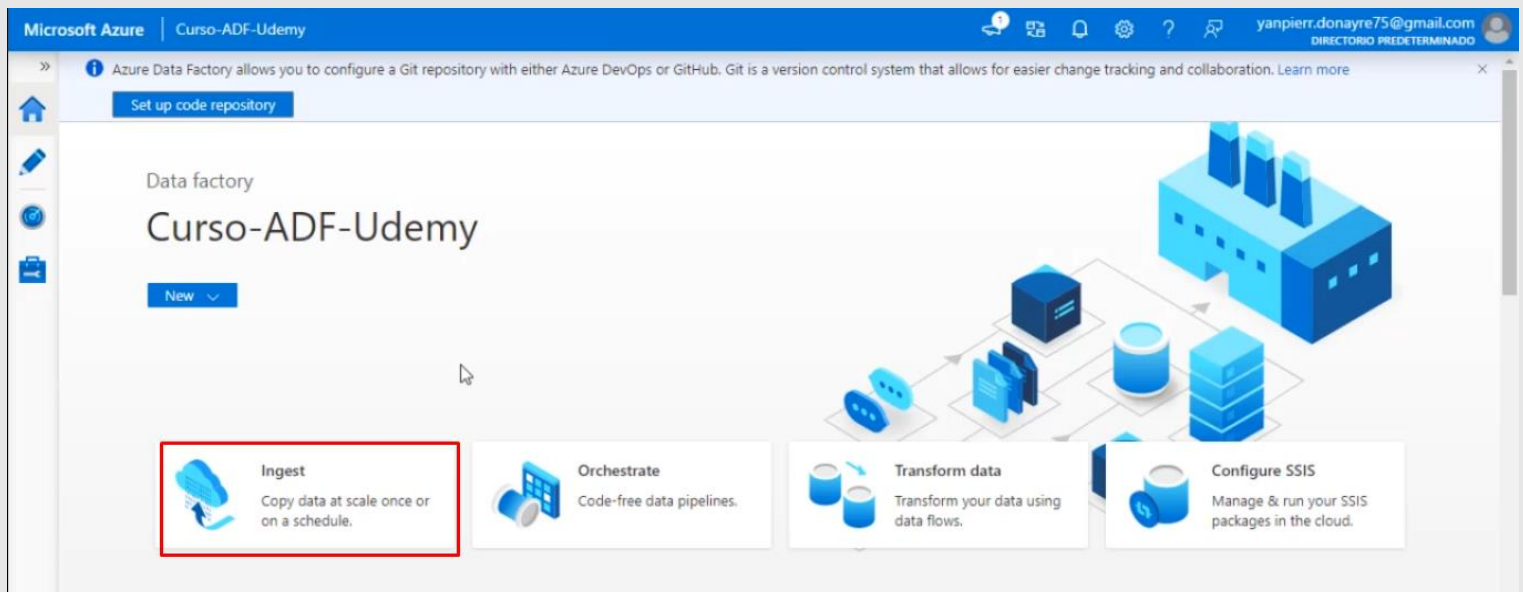 Microsoft Azure Curso-ADF-Udemy 1 ? yanpierr.donayre75@gmail.com
DIRECTORIO PREDETERMINADO
Azure Data Factory allows you to configure a Git repository with either Azure DevOps or GitHub. Git is a version control system that allows for easier change tracking and collaboration. Learn more
Set up code repository
Data factory
Curso-ADF-Udemy
New
Ingest
Copy data at scale once or
on a schedule.
Orchestrate
Code-free data pipelines.
Transform data
Transform your data using
data flows.
Configure SSIS
Manage & run your SSIS
packages in the cloud.